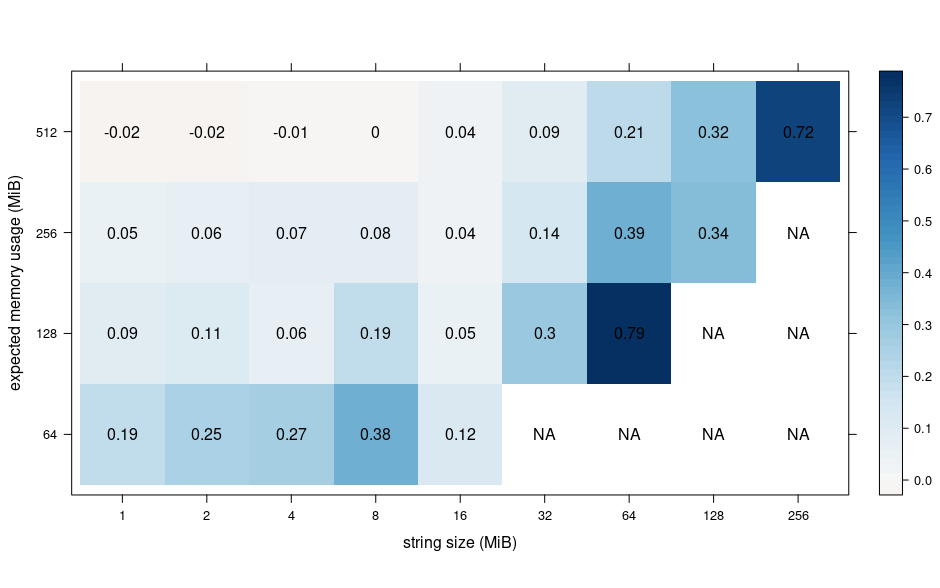 512 -0.02 -0.02 -0.01 0 0.04 0.09 0.21 0.32 0.72
256 0.05 0.06 0.07 0.08 0.04 0.14 0.39 0.34 NA
128 0.09 0.11 0.06 0.19 0.05 0.3 0.79 NA NA
64 0.19 0.25 0.27 0.38 0.12 NA NA NA NA
1 2 4 8 16 32 64 128 256
string size (MiB)
expected memory usage (MiB)
0.7
0.6
0.5
0.4
0.3
0.2
0.1
0.0